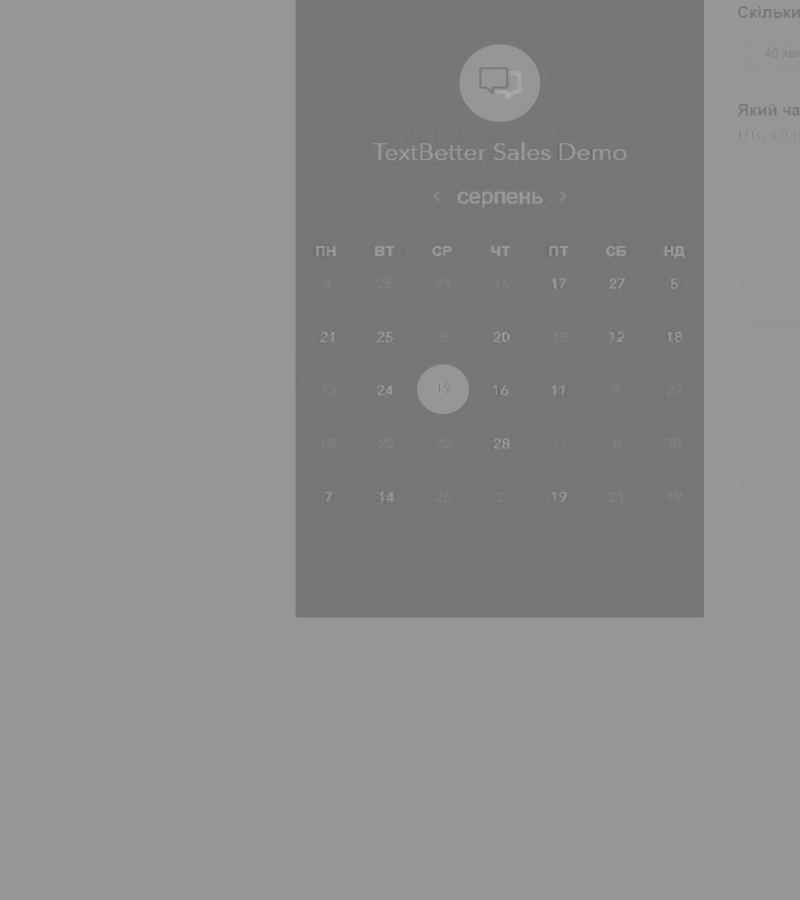 Скільки
40 хви
Який ча
UTC +03:
TextBetter Sales Demo
‹ серпень ›
ПН ВТ СР ЧТ ПТ СБ НД
4 25 21 15 17 27 5
21 25 8 20 13 12 18
13 24 19 16 11 9 27
18 22 22 28 11 5 30
7 14 26 2 19 21 19